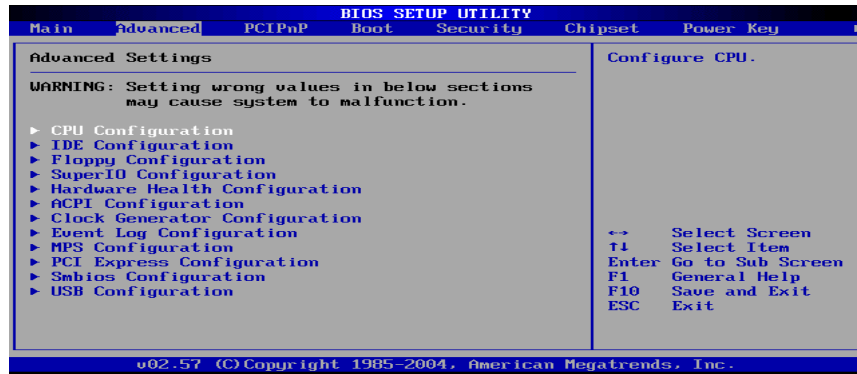 BIOS SETUP UTILITY
Main Advanced PCIPnP Boot Security Chipset Power Key
Advanced Settings
WARNING: Setting wrong values in below sections
may cause system to malfunction.
► CPU Configuration
► IDE Configuration
► Floppy Configuration
► SuperIO Configuration
► Hardware Health Configuration
► ACPI Configuration
► Clock Generator Configuration
► Event Log Configuration
► MPS Configuration
► PCI Express Configuration
► Smbios Configuration
► USB Configuration
Configure CPU.
↔ Select Screen
↑↓ Select Item
Enter Go to Sub Screen
F1 General Help
F10 Save and Exit
ESC Exit
v02.57 (C)Copyright 1985-2004, American Megatrends, Inc.